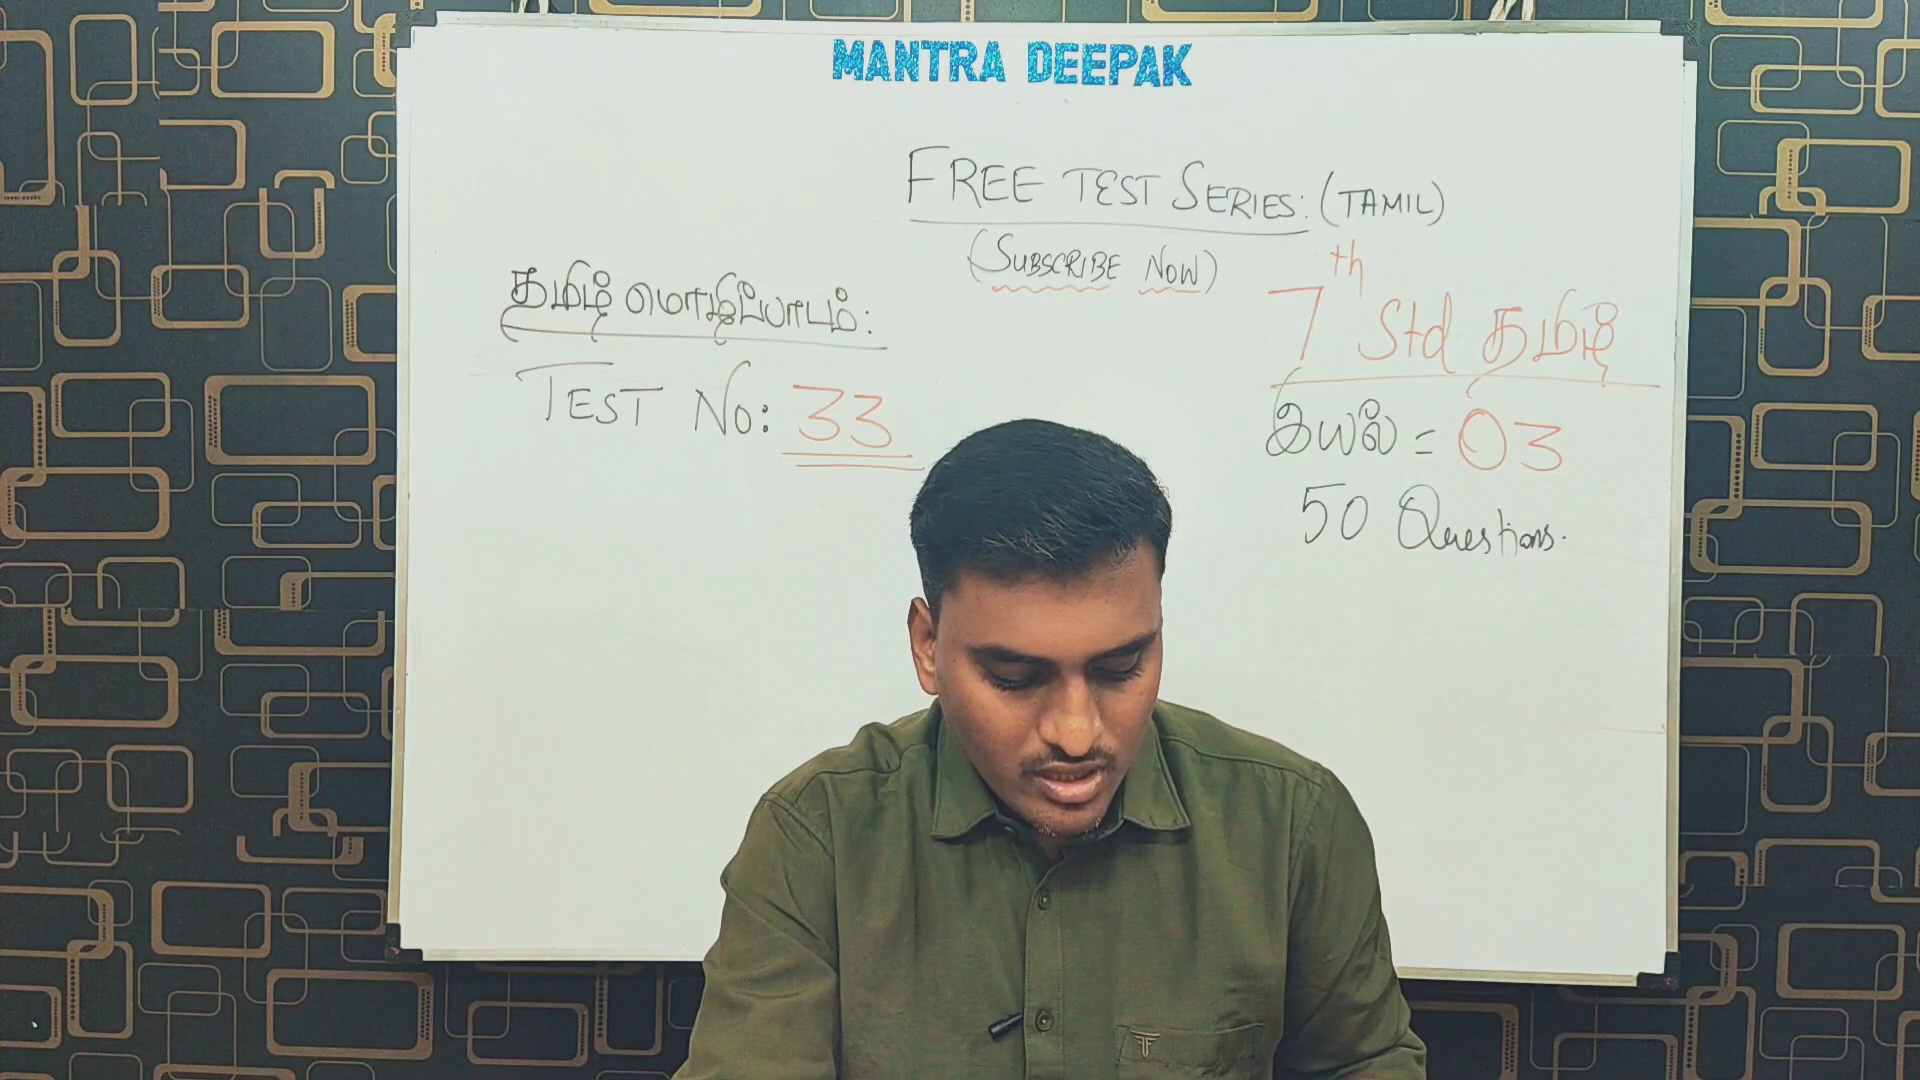 MANTRA DEEPAK
FREE TEST SERIES: (TAMIL)
(SUBSCRIBE NOW)
தமிழ் மொழிப்பாடம்:
TEST NO: 33
7th Std தமிழ்
இயல் = 03
50 Questions.